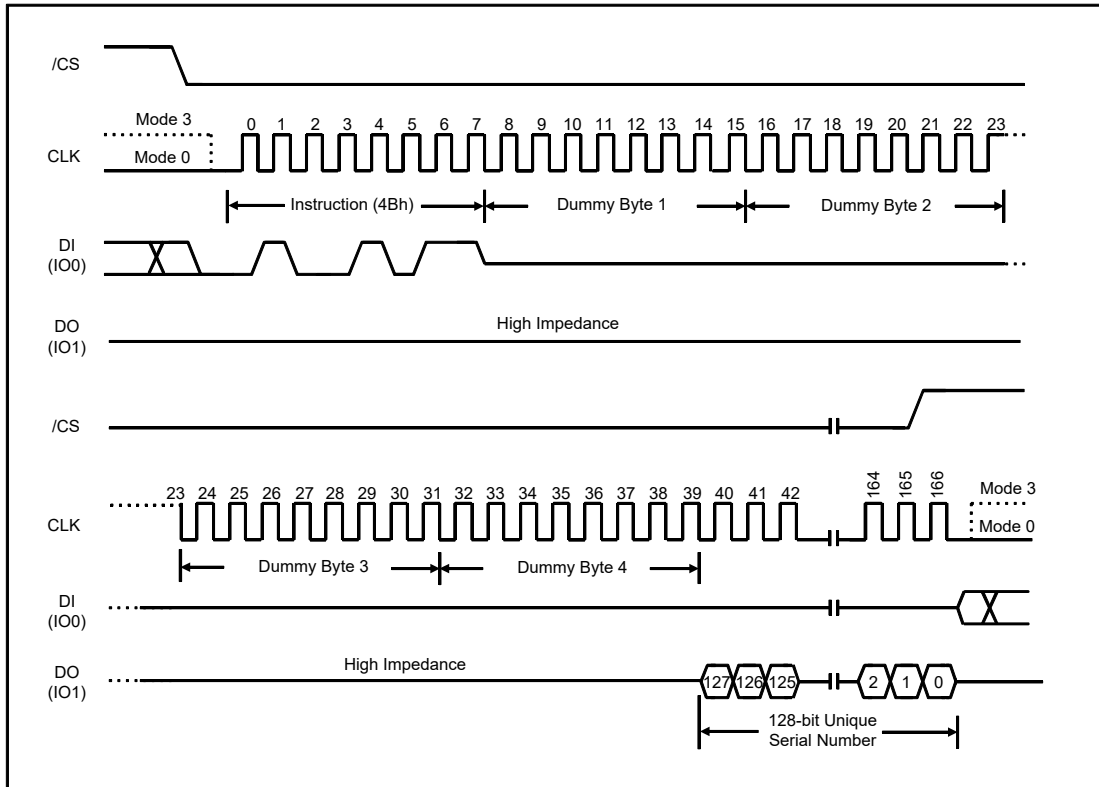 /CS
Mode 3
CLK
Mode 0
0 1 2 3 4 5 6 7 8 9 10 11 12 13 14 15 16 17 18 19 20 21 22 23
Instruction (4Bh)
Dummy Byte 1
Dummy Byte 2
DI
(IO0)
DO
(IO1)
High Impedance
/CS
CLK
23 24 25 26 27 28 29 30 31 32 33 34 35 36 37 38 39 40 41 42 164 165 166
Mode 3
Mode 0
Dummy Byte 3
Dummy Byte 4
DI
(IO0)
DO
(IO1)
High Impedance
127 126 125 2 1 0
128-bit Unique
Serial Number